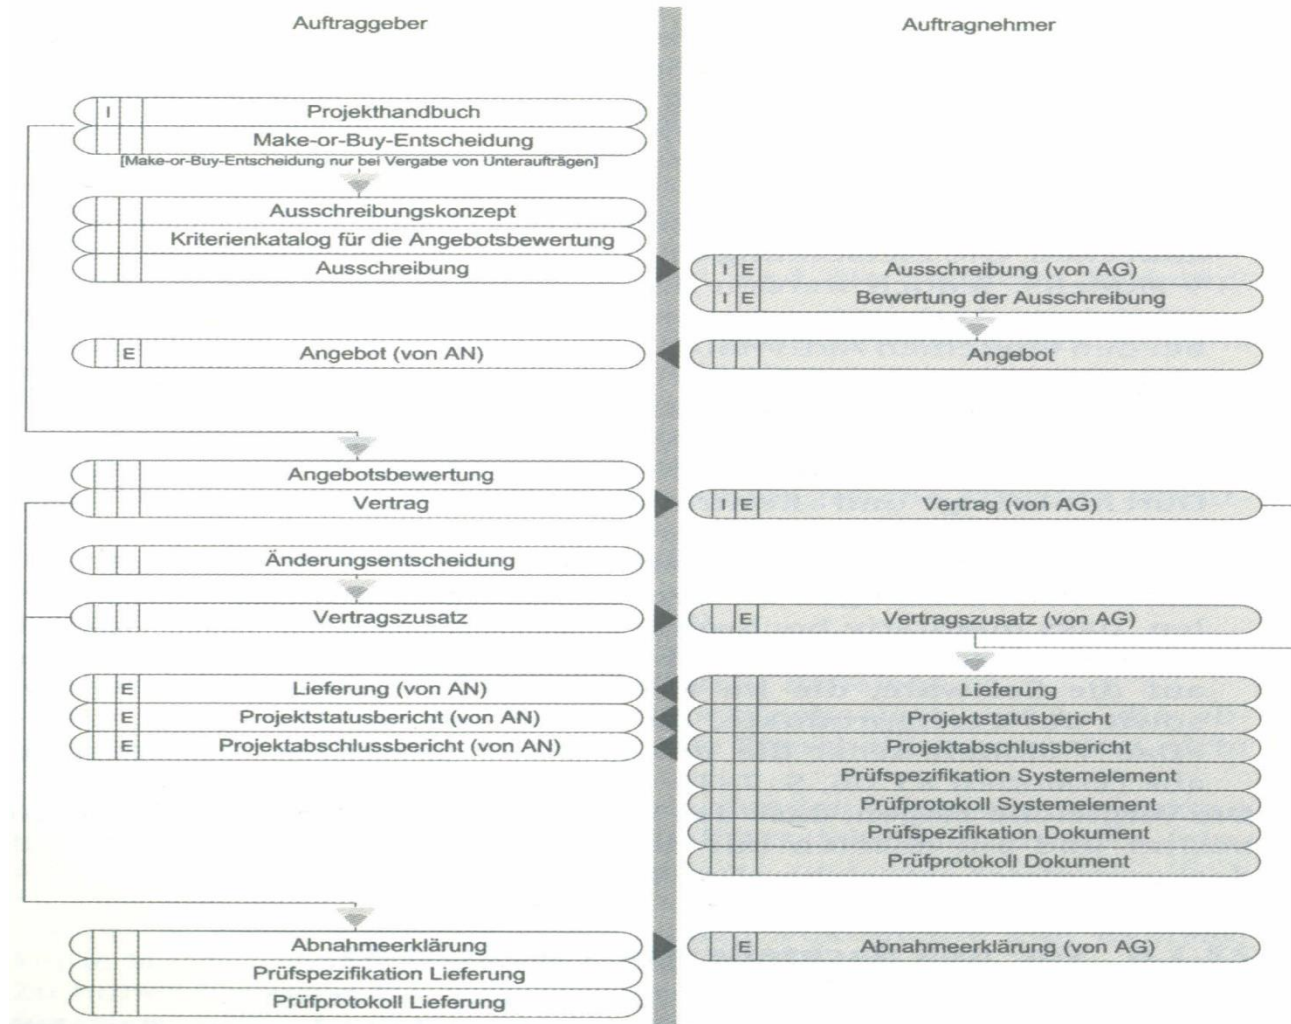 Auftraggeber
Auftragnehmer
I Projekthandbuch
Make-or-Buy-Entscheidung
[Make-or-Buy-Entscheidung nur bei Vergabe von Unteraufträgen]
Ausschreibungskonzept
Kriterienkatalog für die Angebotsbewertung
Ausschreibung
I E Ausschreibung (von AG)
I E Bewertung der Ausschreibung
E Angebot (von AN)
Angebot
Angebotsbewertung
Vertrag
I E Vertrag (von AG)
Änderungsentscheidung
Vertragszusatz
E Vertragszusatz (von AG)
E Lieferung (von AN)
Lieferung
E Projektstatusbericht (von AN)
Projektstatusbericht
E Projektabschlussbericht (von AN)
Projektabschlussbericht
Prüfspezifikation Systemelement
Prüfprotokoll Systemelement
Prüfspezifikation Dokument
Prüfprotokoll Dokument
Abnahmeerklärung
E Abnahmeerklärung (von AG)
Prüfspezifikation Lieferung
Prüfprotokoll Lieferung